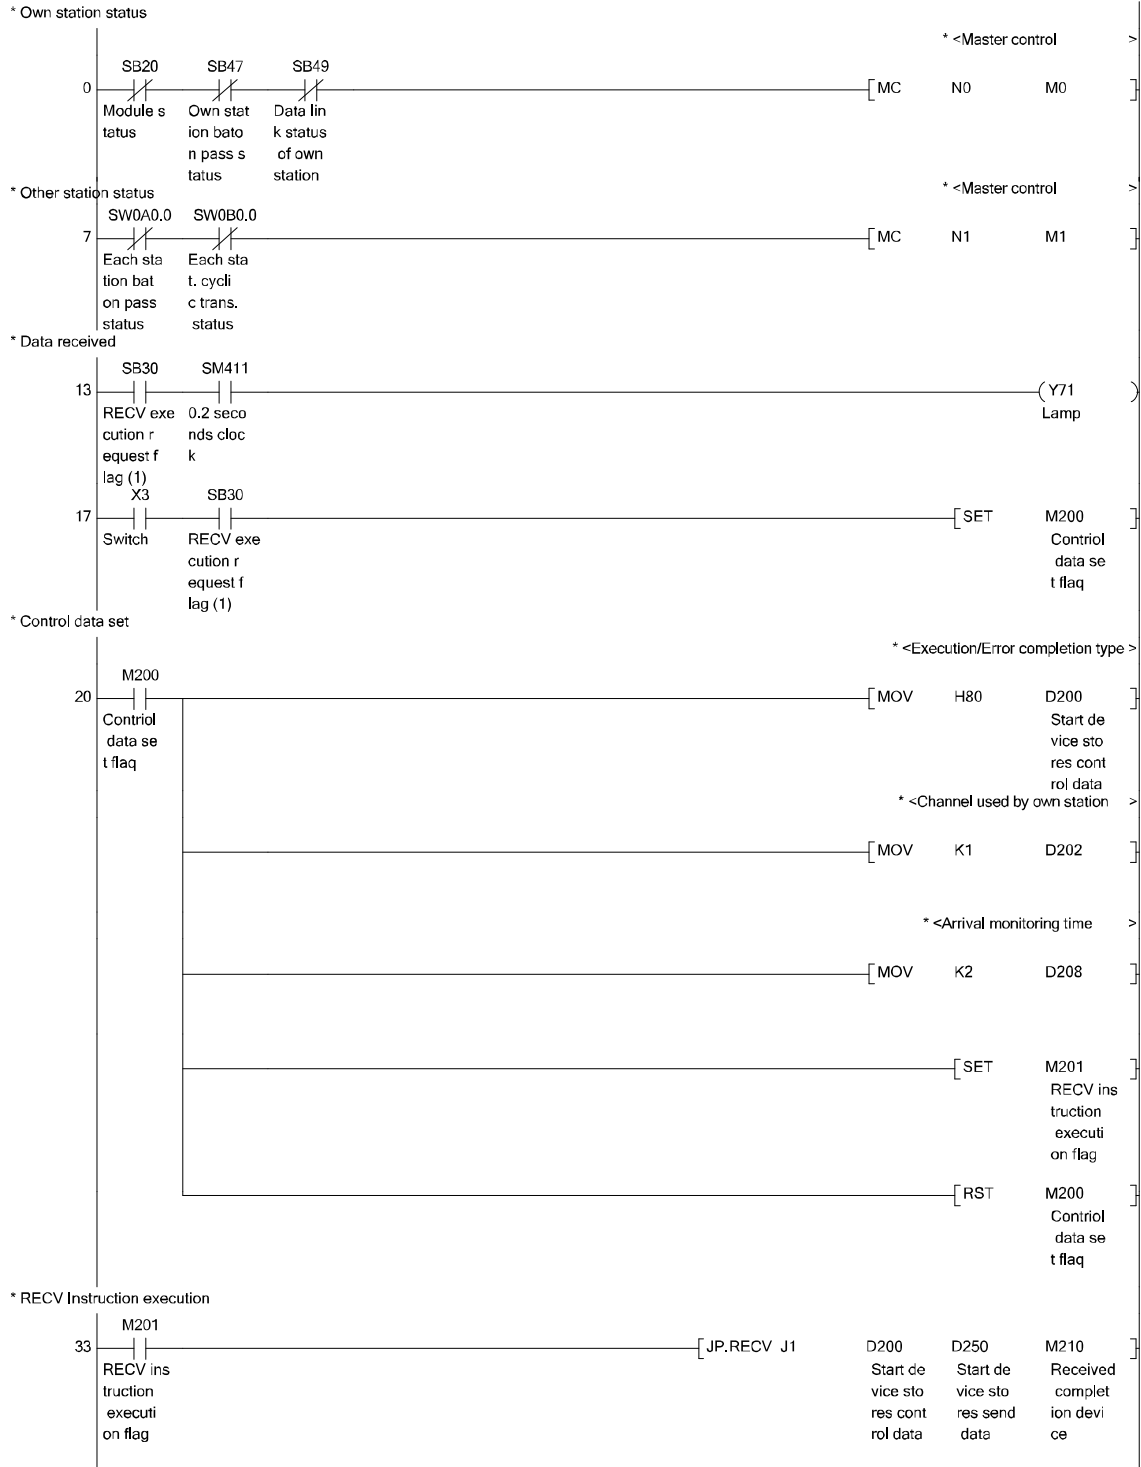 * Own station status
* <Master control >
SB20 SB47 SB49
0 MC N0 M0
Module s Own stat Data lin
tatus ion bato k status
n pass s of own
tatus station
* Other station status
* <Master control >
SW0A0.0 SW0B0.0
7 MC N1 M1
Each sta Each sta
tion bat t. cycli
on pass c trans.
status status
* Data received
SB30 SM411
13 Y71
RECV exe 0.2 seco Lamp
cution r nds cloc
equest f k
lag (1)
X3 SB30
17 SET M200
Switch RECV exe Contriol
cution r data se
equest f t flaq
lag (1)
* Control data set
* <Execution/Error completion type >
M200
20 MOV H80 D200
Contriol Start de
data se vice sto
t flaq res cont
rol data
* <Channel used by own station >
MOV K1 D202
* <Arrival monitoring time >
MOV K2 D208
SET M201
RECV ins
truction
executi
on flag
RST M200
Contriol
data se
t flaq
* RECV Instruction execution
M201
33 JP.RECV J1 D200 D250 M210
RECV ins Start de Start de Received
truction vice sto vice sto complet
executi res cont res send ion devi
on flag rol data data ce